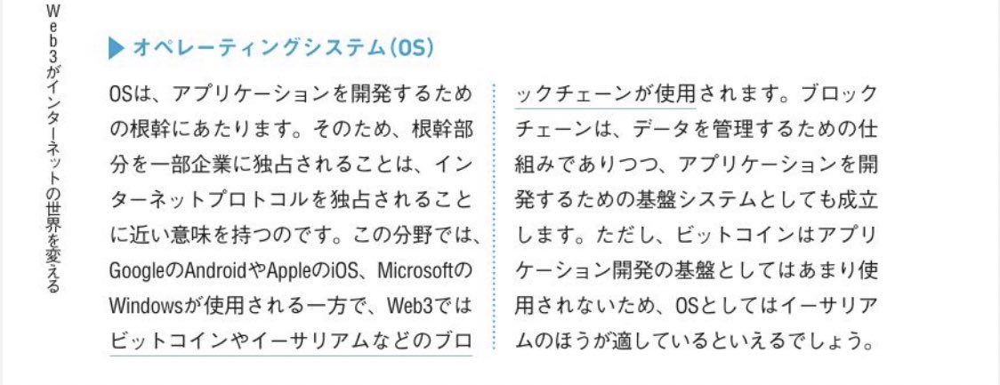 Web3がインターネットの世界を変える
▶オペレーティングシステム(OS)
OSは、アプリケーションを開発するため
の根幹にあたります。そのため、根幹部
分を一部企業に独占されることは、イン
ターネットプロトコルを独占されること
に近い意味を持つのです。この分野では、
GoogleのAndroidやAppleのiOS、Microsoftの
Windowsが使用される一方で、Web3では
ビットコインやイーサリアムなどのブロ
ックチェーンが使用されます。ブロック
チェーンは、データを管理するための仕
組みでありつつ、アプリケーションを開
発するための基盤システムとしても成立
します。ただし、ビットコインはアプリ
ケーション開発の基盤としてはあまり使
用されないため、OSとしてはイーサリア
ムのほうが適しているといえるでしょう。